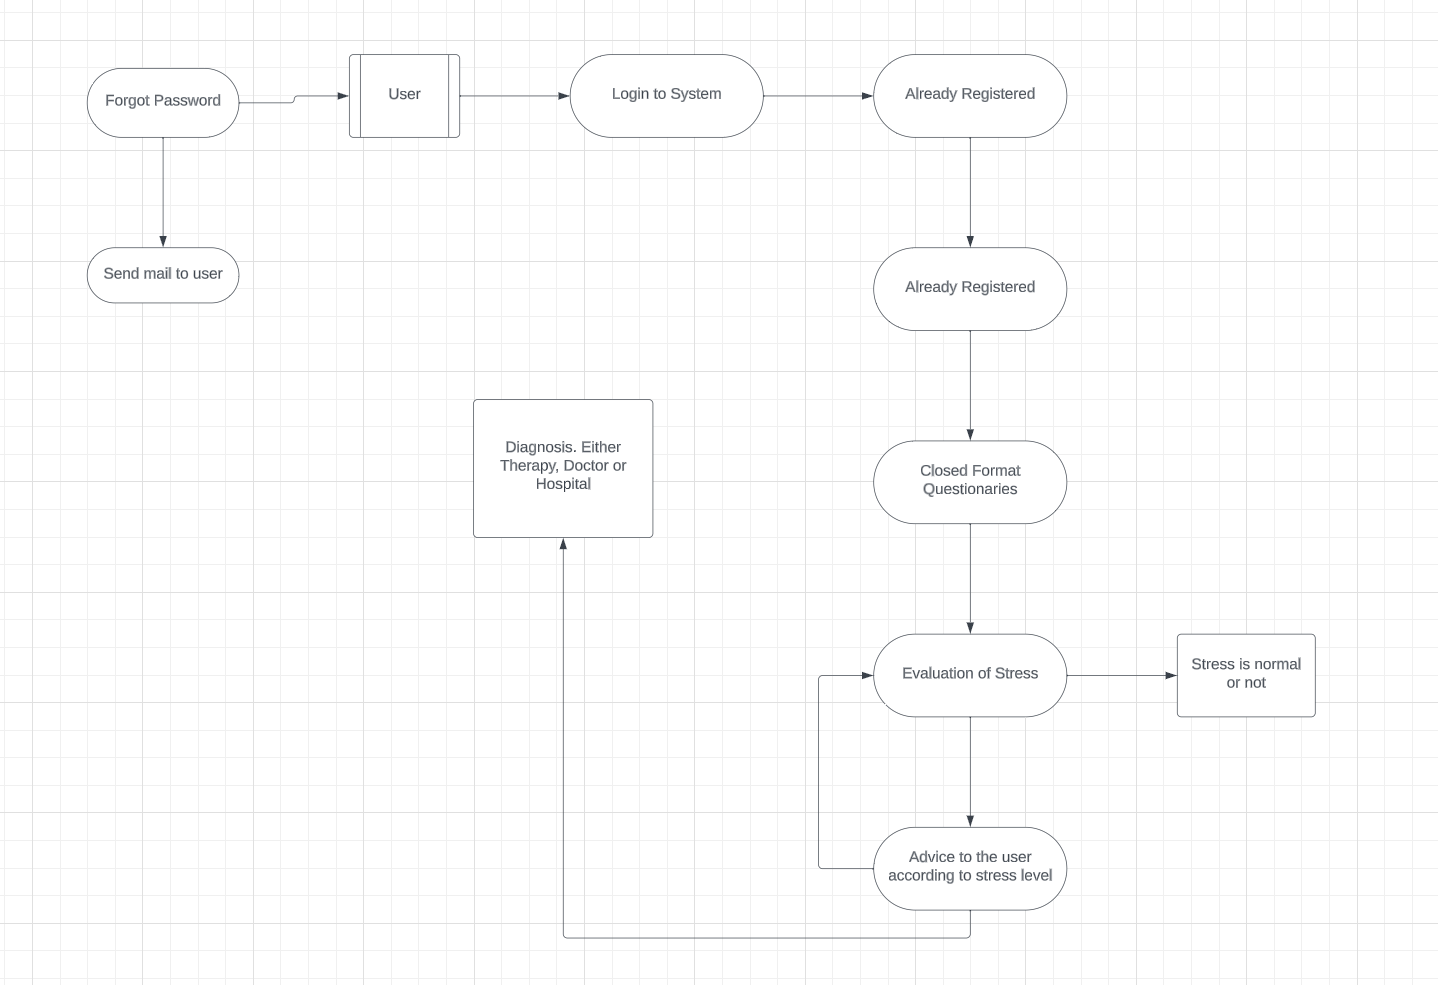 Forgot Password
User
Login to System
Already Registered
Send mail to user
Already Registered
Diagnosis. Either
Therapy, Doctor or
Hospital
Closed Format
Questionaries
Evaluation of Stress
Stress is normal
or not
Advice to the user
according to stress level